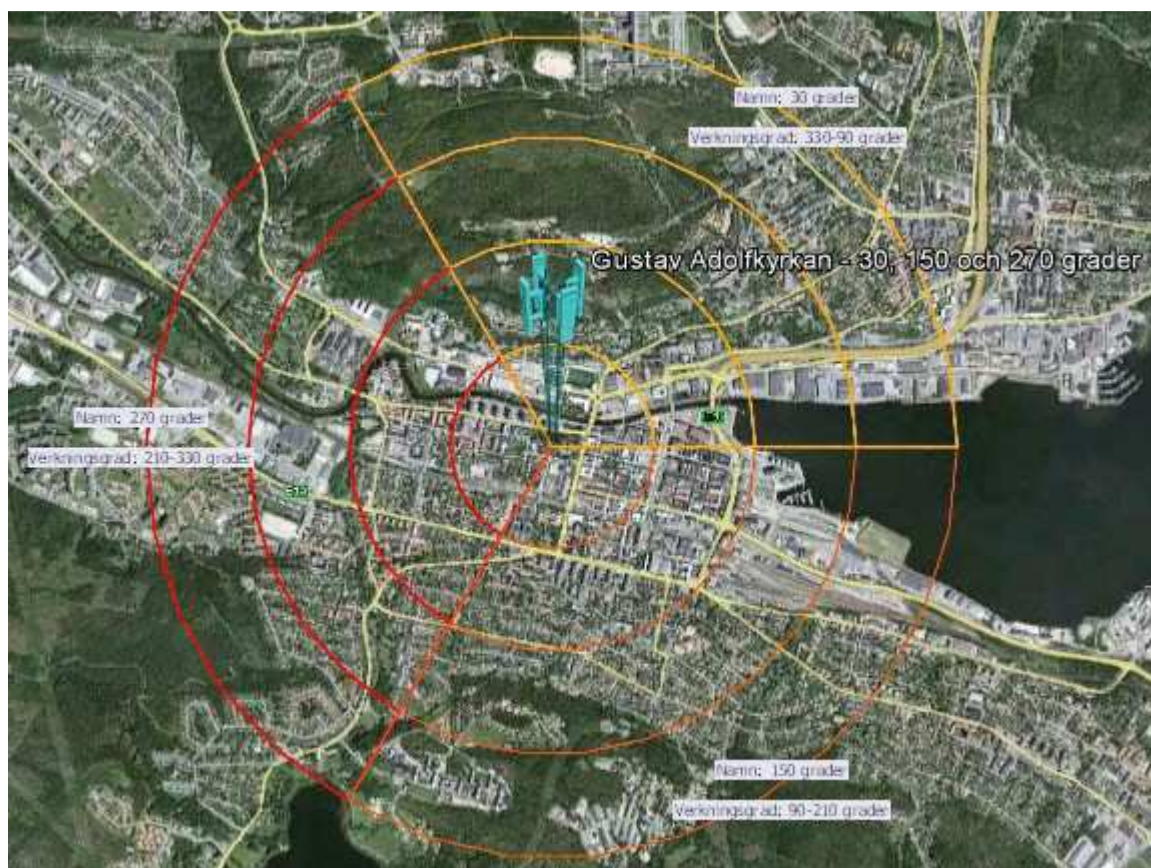 Namn: 30 grader
Verkningsgrad: 330-90 grader
Gustav Adolfkyrkan - 30, 150 och 270 grader
Namn: 270 grader
Verkningsgrad: 210-330 grader
Namn: 150 grader
Verkningsgrad: 90-210 grader